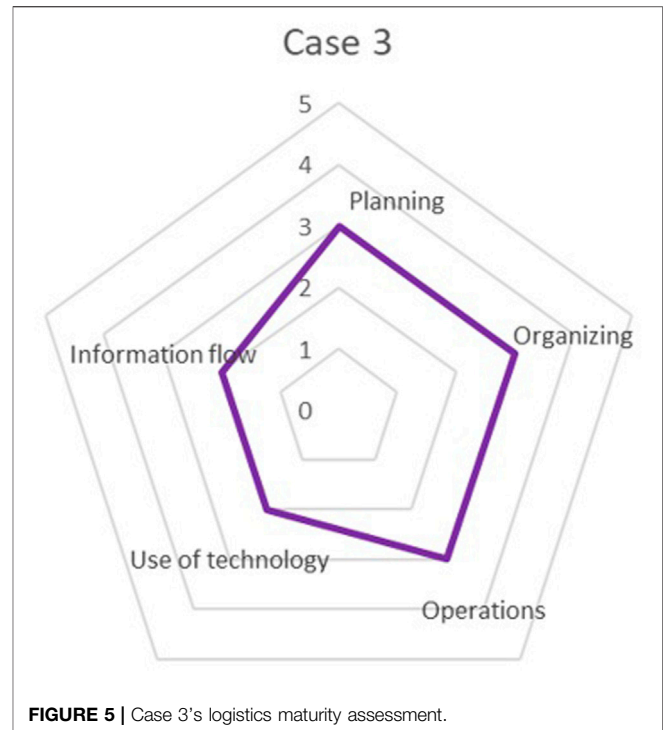 Case 3
5
4
Planning
3
2
Organizing
1
Information flow
0
Use of technology
Operations
FIGURE 5 | Case 3's logistics maturity assessment.